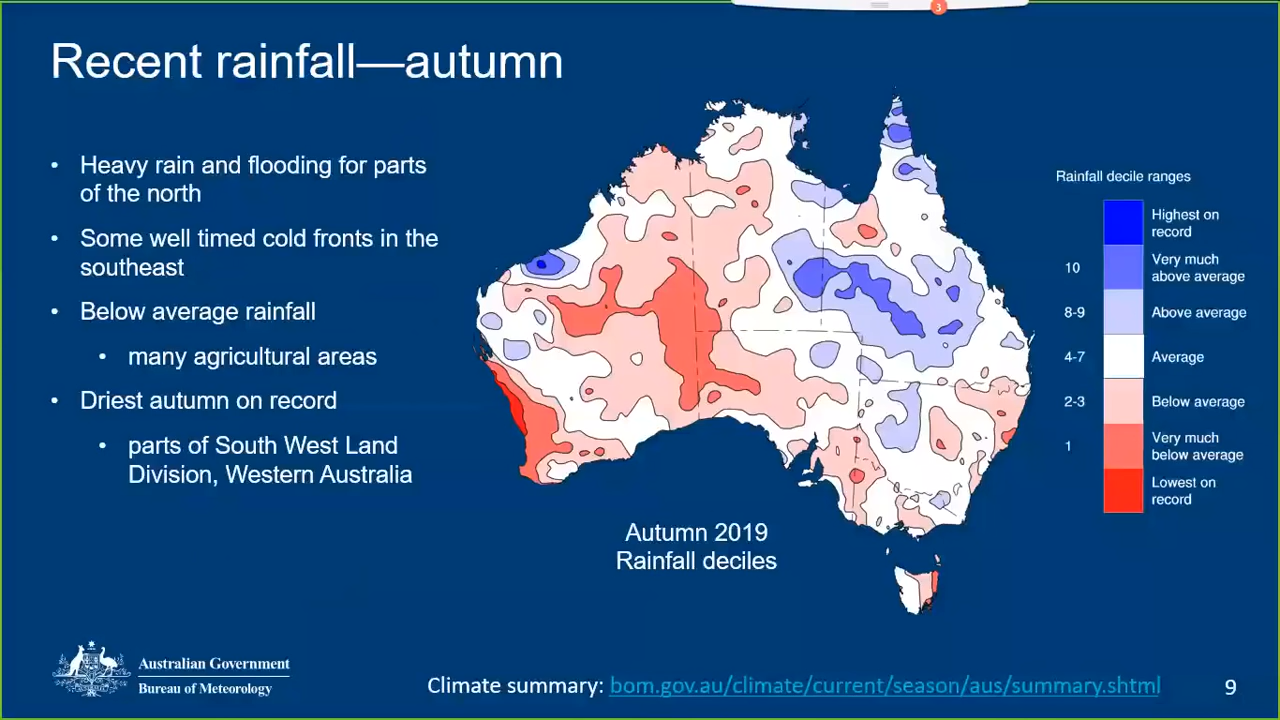 3
Recent rainfall—autumn
• Heavy rain and flooding for parts
of the north
• Some well timed cold fronts in the
southeast
• Below average rainfall
• many agricultural areas
• Driest autumn on record
• parts of South West Land
Division, Western Australia
Autumn 2019
Rainfall deciles
Rainfall decile ranges
Highest on
record
10 Very much
above average
8-9 Above average
4-7 Average
2-3 Below average
1 Very much
below average
Lowest on
record
Australian Government
Bureau of Meteorology
Climate summary: bom.gov.au/climate/current/season/aus/summary.shtml
9